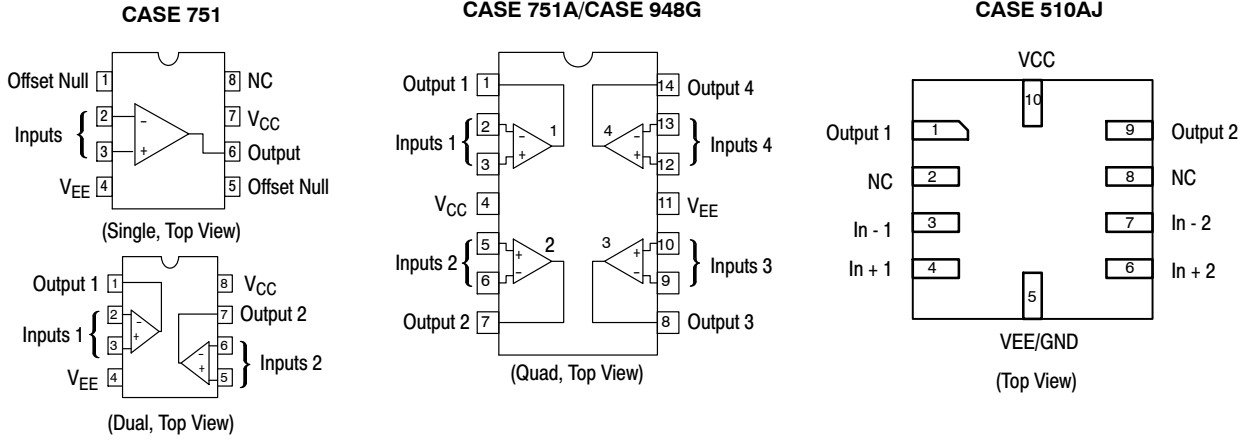 CASE 751
Offset Null 1
8 NC
2
Inputs {
3
−
+
7 VCC
6 Output
VEE 4
5 Offset Null
(Single, Top View)
Output 1 1
8 VCC
2
Inputs 1 {
3
−
+
7 Output 2
−
+
6
} Inputs 2
5
VEE 4
(Dual, Top View)
CASE 751A/CASE 948G
Output 1 1
14 Output 4
2
Inputs 1 {
3
−
+
1
4
−
+
13
} Inputs 4
12
VCC 4
11 VEE
5
Inputs 2 {
6
+
−
2
3
+
−
10
} Inputs 3
9
Output 2 7
8 Output 3
(Quad, Top View)
CASE 510AJ
VCC
10
Output 1 1
9 Output 2
NC 2
8 NC
In - 1 3
7 In - 2
In + 1 4
6 In + 2
5
VEE/GND
(Top View)